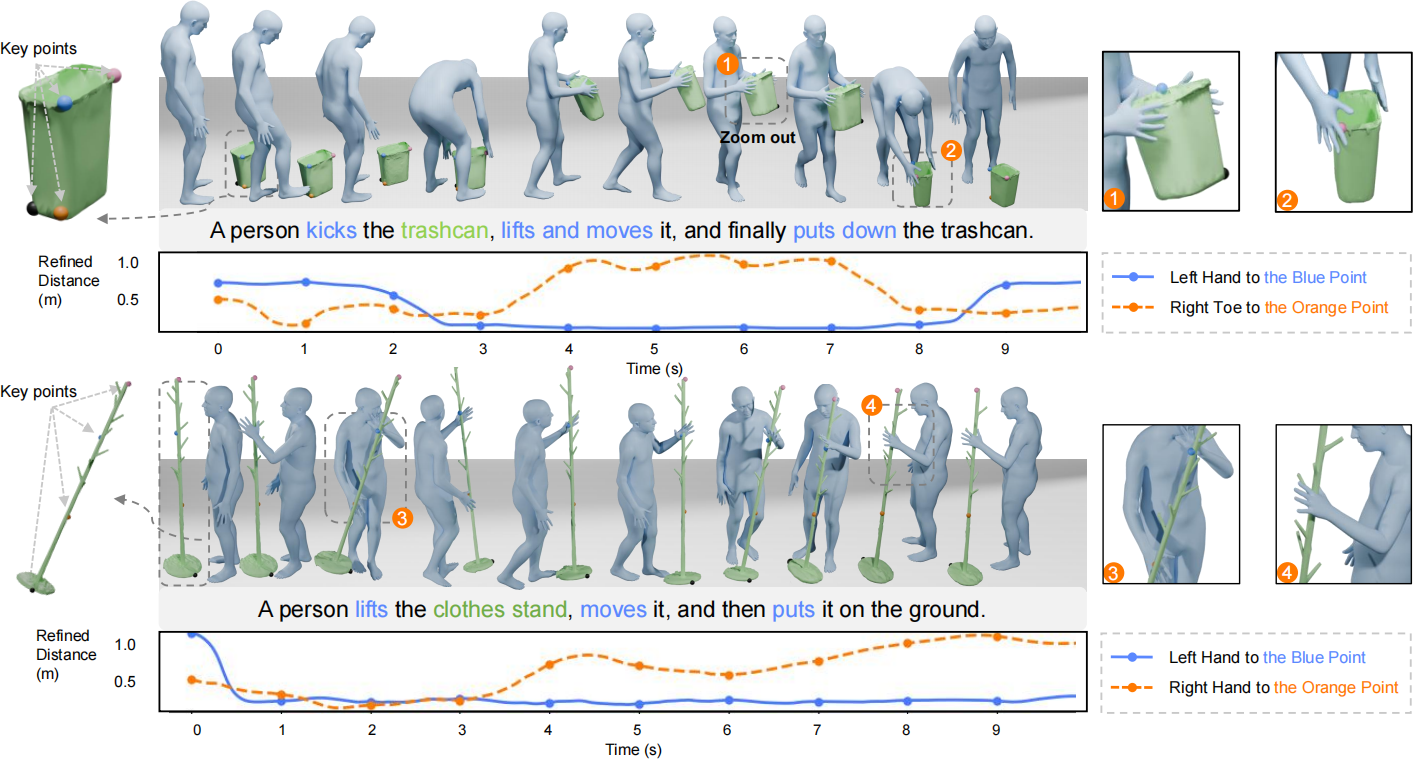 Key points
1
Zoom out
2
1
2
A person kicks the trashcan, lifts and moves it, and finally puts down the trashcan.
Refined
Distance
(m)
1.0
0.5
Left Hand to the Blue Point
Right Toe to the Orange Point
0 1 2 3 4 5 6 7 8 9
Time (s)
Key points
3
4
3
4
A person lifts the clothes stand, moves it, and then puts it on the ground.
Refined
Distance
(m)
1.0
0.5
Left Hand to the Blue Point
Right Hand to the Orange Point
0 1 2 3 4 5 6 7 8 9
Time (s)